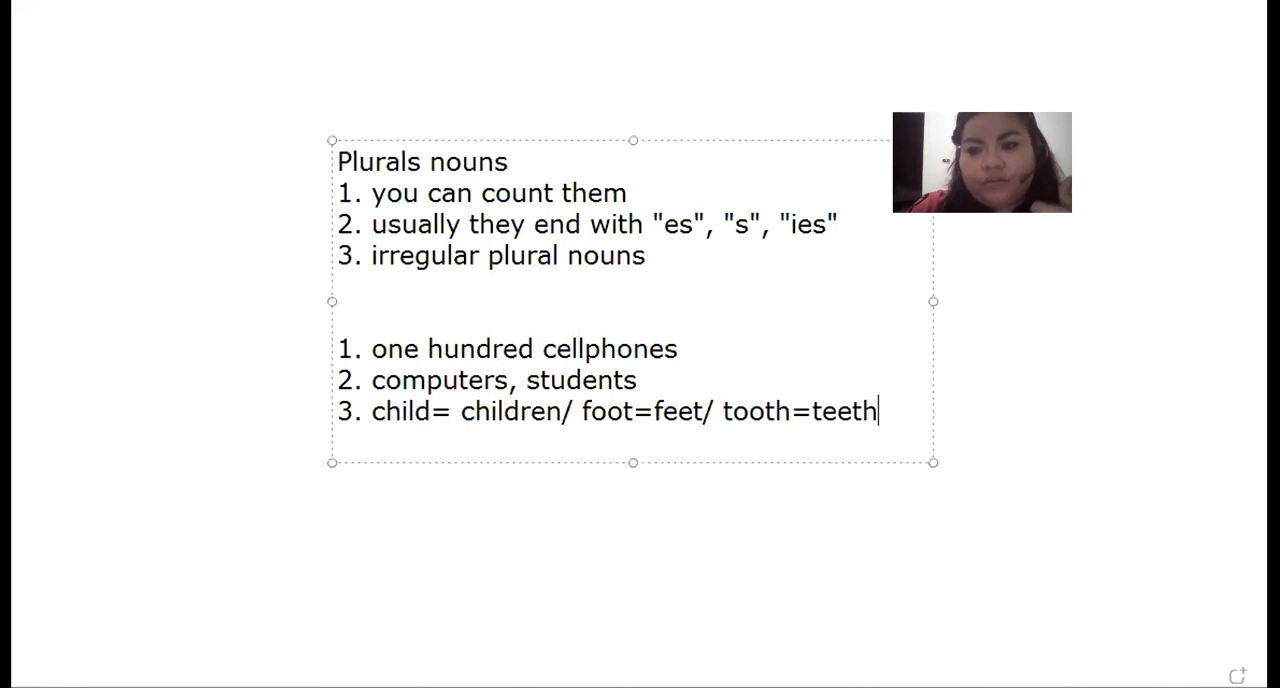 Plurals nouns
1. you can count them
2. usually they end with "es", "s", "ies"
3. irregular plural nouns
1. one hundred cellphones
2. computers, students
3. child= children/ foot=feet/ tooth=teeth